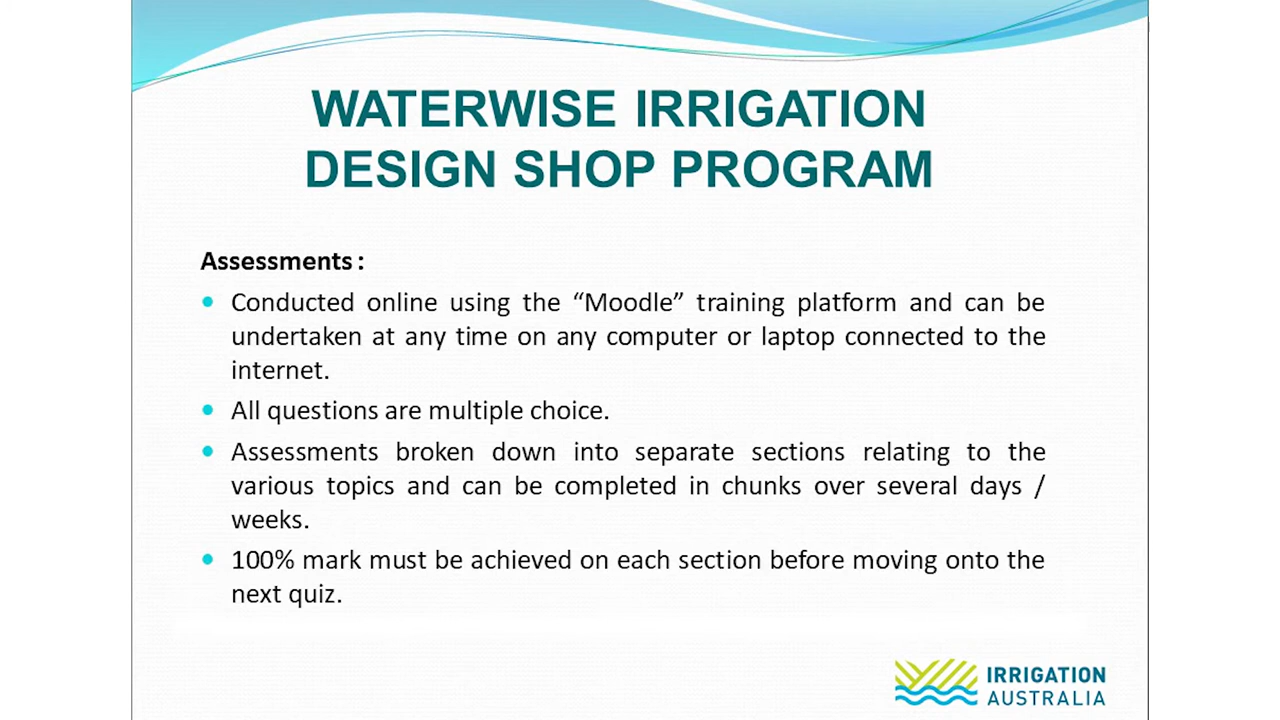 WATERWISE IRRIGATION
DESIGN SHOP PROGRAM
Assessments :
• Conducted online using the “Moodle” training platform and can be
undertaken at any time on any computer or laptop connected to the
internet.
• All questions are multiple choice.
• Assessments broken down into separate sections relating to the
various topics and can be completed in chunks over several days /
weeks.
• 100% mark must be achieved on each section before moving onto the
next quiz.
IRRIGATION
AUSTRALIA